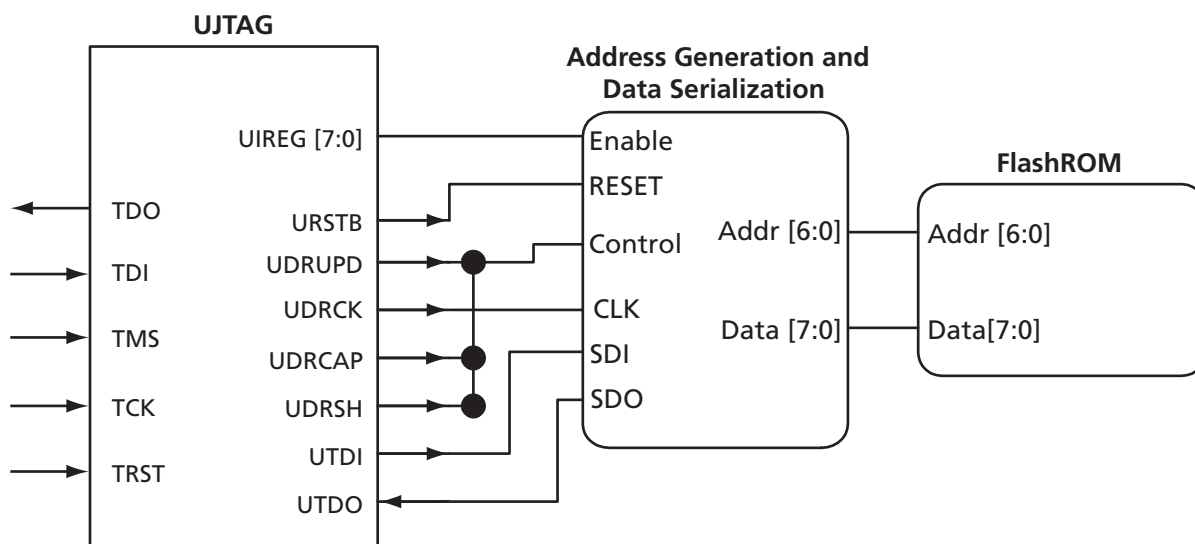 UJTAG
Address Generation and
Data Serialization
FlashROM
TDO
TDI
TMS
TCK
TRST
UIREG [7:0]
URSTB
UDRUPD
UDRCK
UDRCAP
UDRSH
UTDI
UTDO
Enable
RESET
Control
CLK
SDI
SDO
Addr [6:0]
Data [7:0]
Addr [6:0]
Data[7:0]